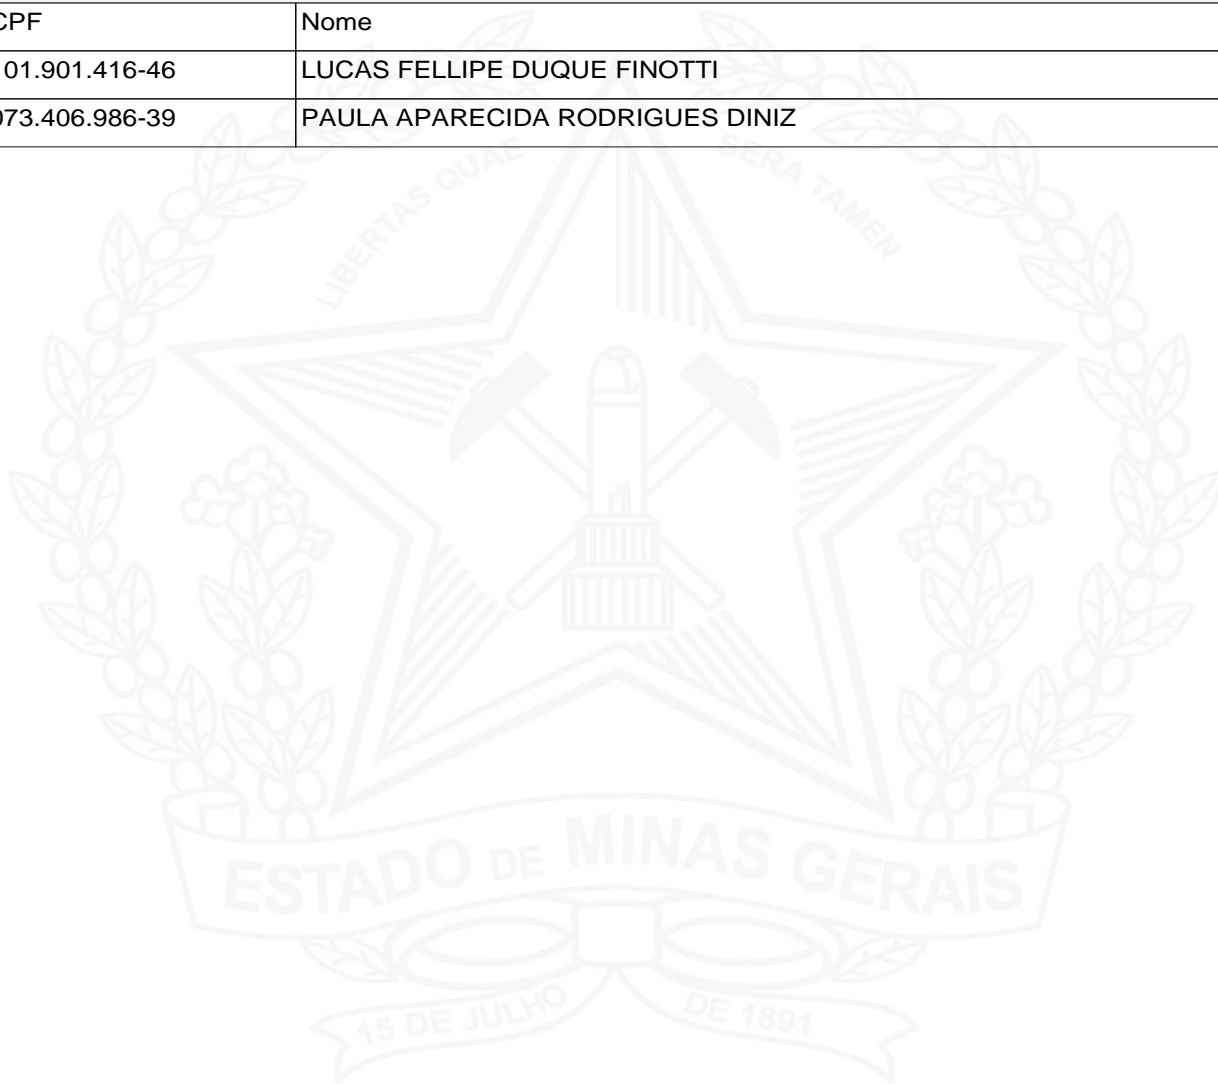 CPF Nome
01.901.416-46 LUCAS FELLIPE DUQUE FINOTTI
073.406.986-39 PAULA APARECIDA RODRIGUES DINIZ
LIBERTAS QUAE SERA TAMEN
ESTADO DE MINAS GERAIS
15 DE JULHO DE 1891